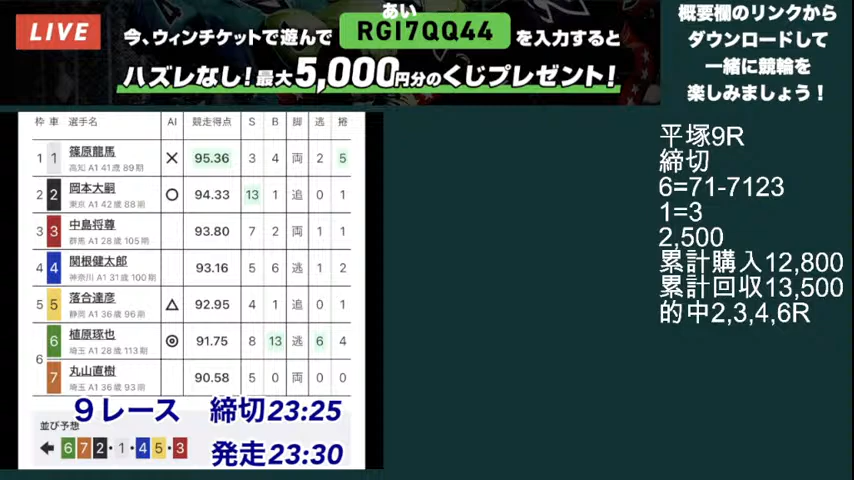 LIVE
今、ウィンチケットで遊んで
あい
RGI7QQ44
を入力すると
ハズレなし!最大5,000円分のくじプレゼント!
概要欄のリンクから
ダウンロードして
一緒に競輪を
楽しみましょう!
枠 車 選手名 AI 競走得点 S B 脚 逃 捲
1 1 篠原龍馬 × 95.36 3 4 両 2 5
高知 A1 41歳 89期
2 2 岡本大嗣 ○ 94.33 13 1 追 0 1
東京 A1 42歳 88期
3 3 中島将尊 93.80 7 2 両 1 1
群馬 A1 28歳 105期
4 4 関根健太郎 93.16 5 6 逃 1 2
神奈川 A1 31歳 100期
5 5 落合達彦 △ 92.95 4 1 追 0 1
静岡 A1 36歳 96期
6 6 植原琢也 ◎ 91.75 8 13 逃 6 4
埼玉 A1 28歳 113期
7 丸山直樹 90.58 5 0 両 0 0
埼玉 A1 36歳 93期
9レース 締切23:25
並び予想
発走23:30
← 6 7 2・1・4 5・3
平塚9R
締切
6=71-7123
1=3
2,500
累計購入12,800
累計回収13,500
的中2,3,4,6R